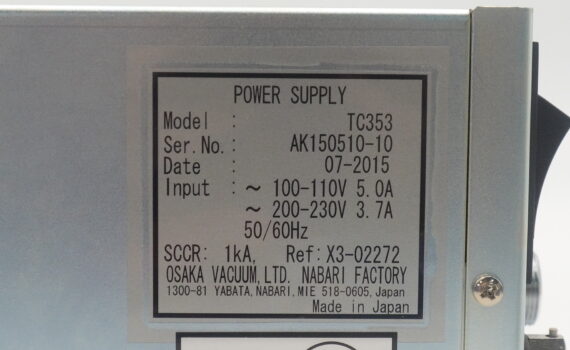 POWER SUPPLY
Model : TC353
Ser.No.: AK150510-10
Date : 07-2015
Input : ~ 100-110V 5.0A
~ 200-230V 3.7A
50/60Hz
SCCR: 1kA, Ref:X3-02272
OSAKA VACUUM,LTD. NABARI FACTORY
1300-81 YABATA,NABARI,MIE 518-0605,Japan
Made in Japan